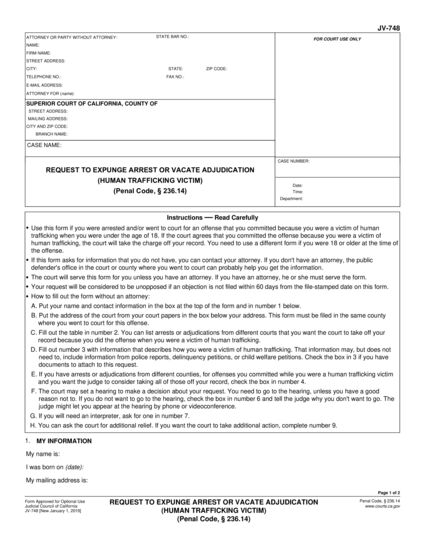 JV-748
ATTORNEY OR PARTY WITHOUT ATTORNEY: STATE BAR NO.:
NAME:
FIRM NAME:
STREET ADDRESS:
CITY: STATE: ZIP CODE:
TELEPHONE NO.: FAX NO.:
E-MAIL ADDRESS:
ATTORNEY FOR (name):
FOR COURT USE ONLY
SUPERIOR COURT OF CALIFORNIA, COUNTY OF
STREET ADDRESS:
MAILING ADDRESS:
CITY AND ZIP CODE:
BRANCH NAME:
CASE NAME:
REQUEST TO EXPUNGE ARREST OR VACATE ADJUDICATION
(HUMAN TRAFFICKING VICTIM)
(Penal Code, § 236.14)
CASE NUMBER:
Date:
Time:
Department:
Instructions — Read Carefully
• Use this form if you were arrested and/or went to court for an offense that you committed because you were a victim of human
trafficking when you were under the age of 18. If the court agrees that you committed the offense because you were a victim of
human trafficking, the court will take the charge off your record. You need to use a different form if you were 18 or older at the time of
the offense.
• If this form asks for information that you do not have, you can contact your attorney. If you don't have an attorney, the public
defender's office in the court or county where you went to court can probably help you get the information.
• The court will serve this form for you unless you have an attorney. If you have an attorney, he or she must serve the form.
• Your request will be considered to be unopposed if an objection is not filed within 60 days from the file-stamped date on this form.
• How to fill out the form without an attorney:
A. Put your name and contact information in the box at the top of the form and in number 1 below.
B. Put the address of the court from your court papers in the box below your address. This form must be filed in the same county
where you went to court for this offense.
C. Fill out the table in number 2. You can list arrests or adjudications from different courts that you want the court to take off your
record because you did the offense when you were a victim of human trafficking.
D. Fill out number 3 with information that describes how you were a victim of human trafficking. That information may, but does not
need to, include information from police reports, delinquency petitions, or child welfare petitions. Check the box in 3 if you have
documents to attach to this request.
E. If you have arrests or adjudications from different counties, for offenses you committed while you were a human trafficking victim
and you want the judge to consider taking all of those off your record, check the box in number 4.
F. The court may set a hearing to make a decision about your request. You need to go to the hearing, unless you have a good
reason not to. If you do not want to go to the hearing, check the box in number 6 and tell the judge why you don't want to go. The
judge might let you appear at the hearing by phone or videoconference.
G. If you will need an interpreter, ask for one in number 7.
H. You can ask the court for additional relief. If you want the court to take additional action, complete number 9.
1. MY INFORMATION
My name is:
I was born on (date):
My mailing address is:
Page 1 of 2
Form Approved for Optional Use
Judicial Council of California
JV-748 [New January 1, 2019]
REQUEST TO EXPUNGE ARREST OR VACATE ADJUDICATION
(HUMAN TRAFFICKING VICTIM)
(Penal Code, § 236.14)
Penal Code, § 236.14
www.courts.ca.gov